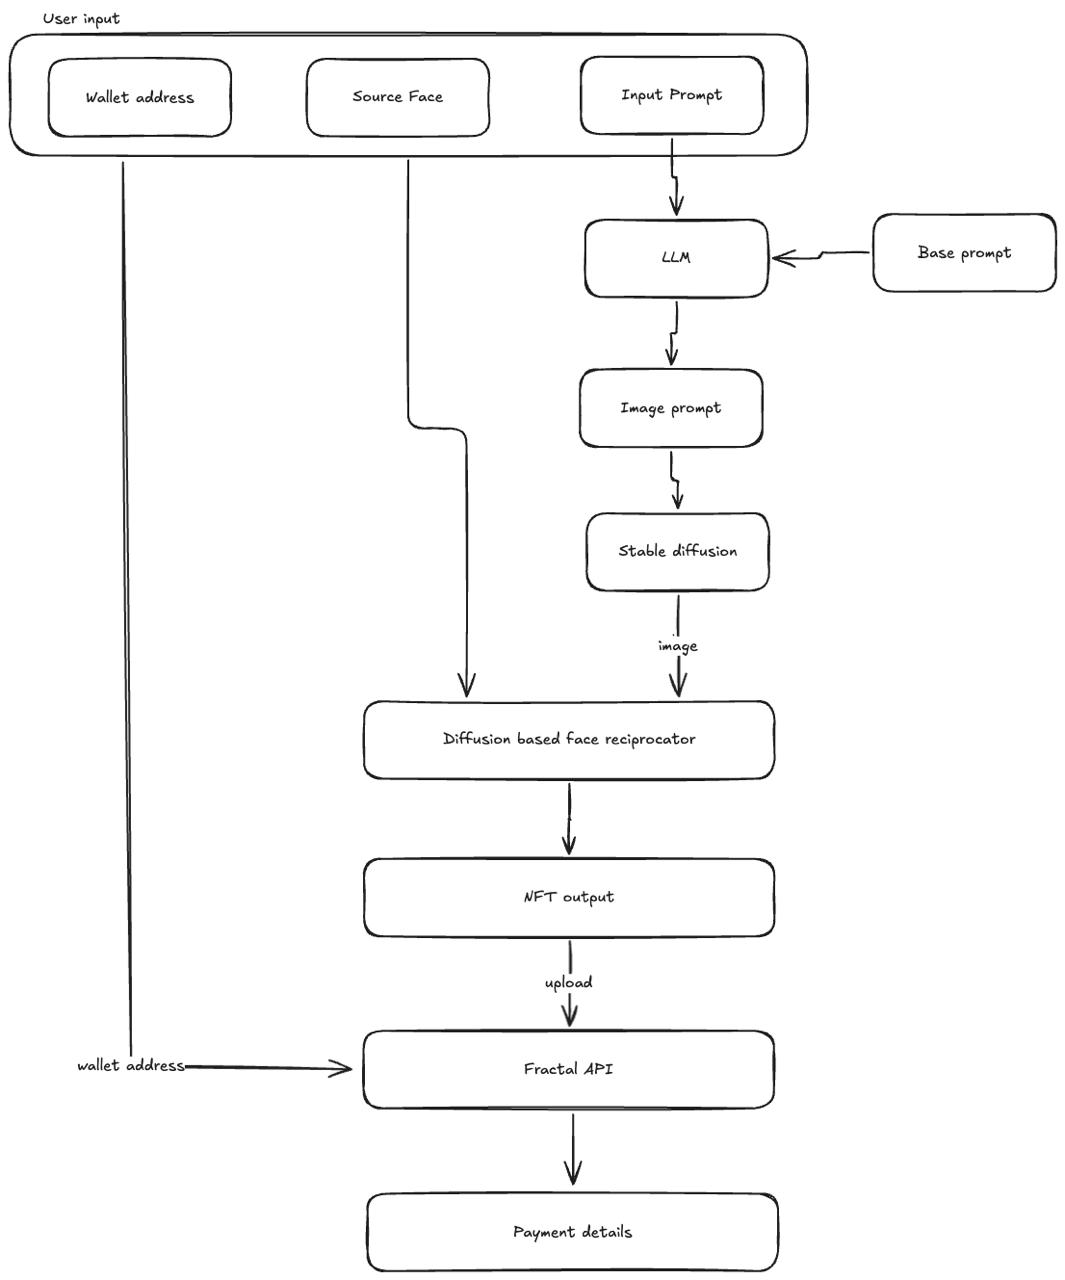 User input
Wallet address
Source Face
Input Prompt
LLM
Base prompt
Image prompt
Stable diffusion
image
Diffusion based face reciprocator
NFT output
upload
wallet address
Fractal API
Payment details